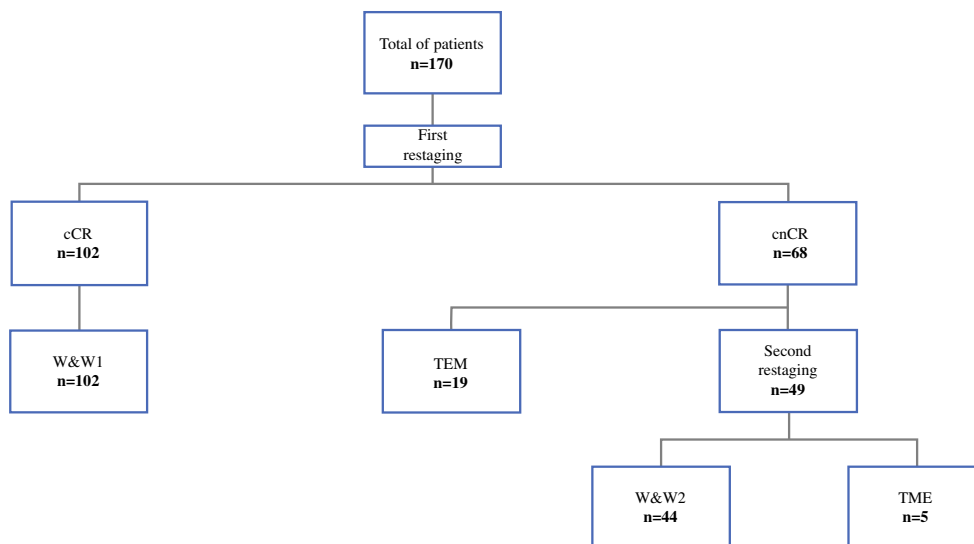 Total of patients
n=170
First
restaging
cCR
n=102
cnCR
n=68
W&W1
n=102
TEM
n=19
Second
restaging
n=49
W&W2
n=44
TME
n=5